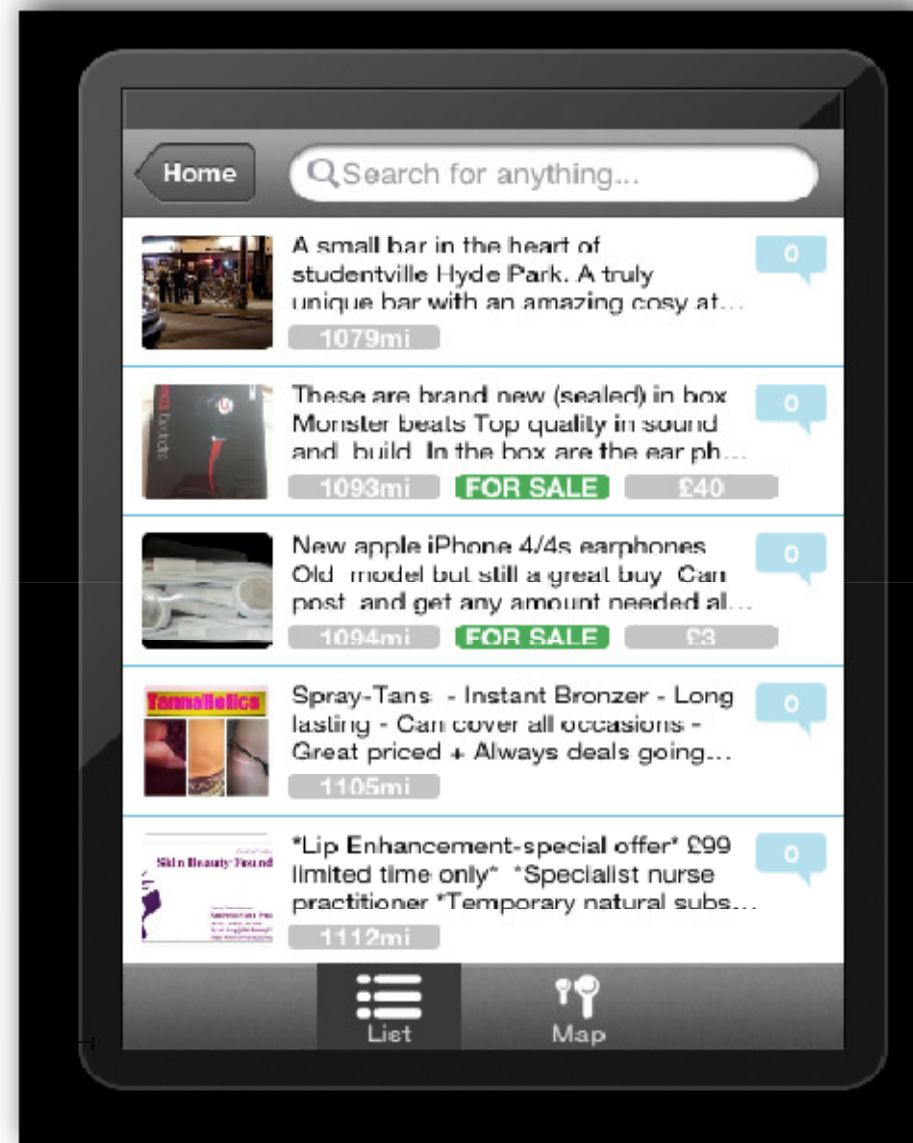 Home
Search for anything...
A small bar in the heart of
studentville Hyde Park. A truly
unique bar with an amazing cosy at...
0
1079mi
These are brand new (sealed) in box
Monster beats Top quality in sound
and build In the box are the ear ph...
0
1093mi FOR SALE £40
New apple iPhone 4/4s earphones
Old model but still a great buy Can
post and get any amount needed al...
0
1094mi FOR SALE £3
TannaHolics
Spray-Tans - Instant Bronzer - Long
lasting - Can cover all occasions -
Great priced + Always deals going...
0
1105mi
Skin Beauty Found
*Lip Enhancement-special offer* £99
limited time only* *Specialist nurse
practitioner *Temporary natural subs...
0
1112mi
List
Map